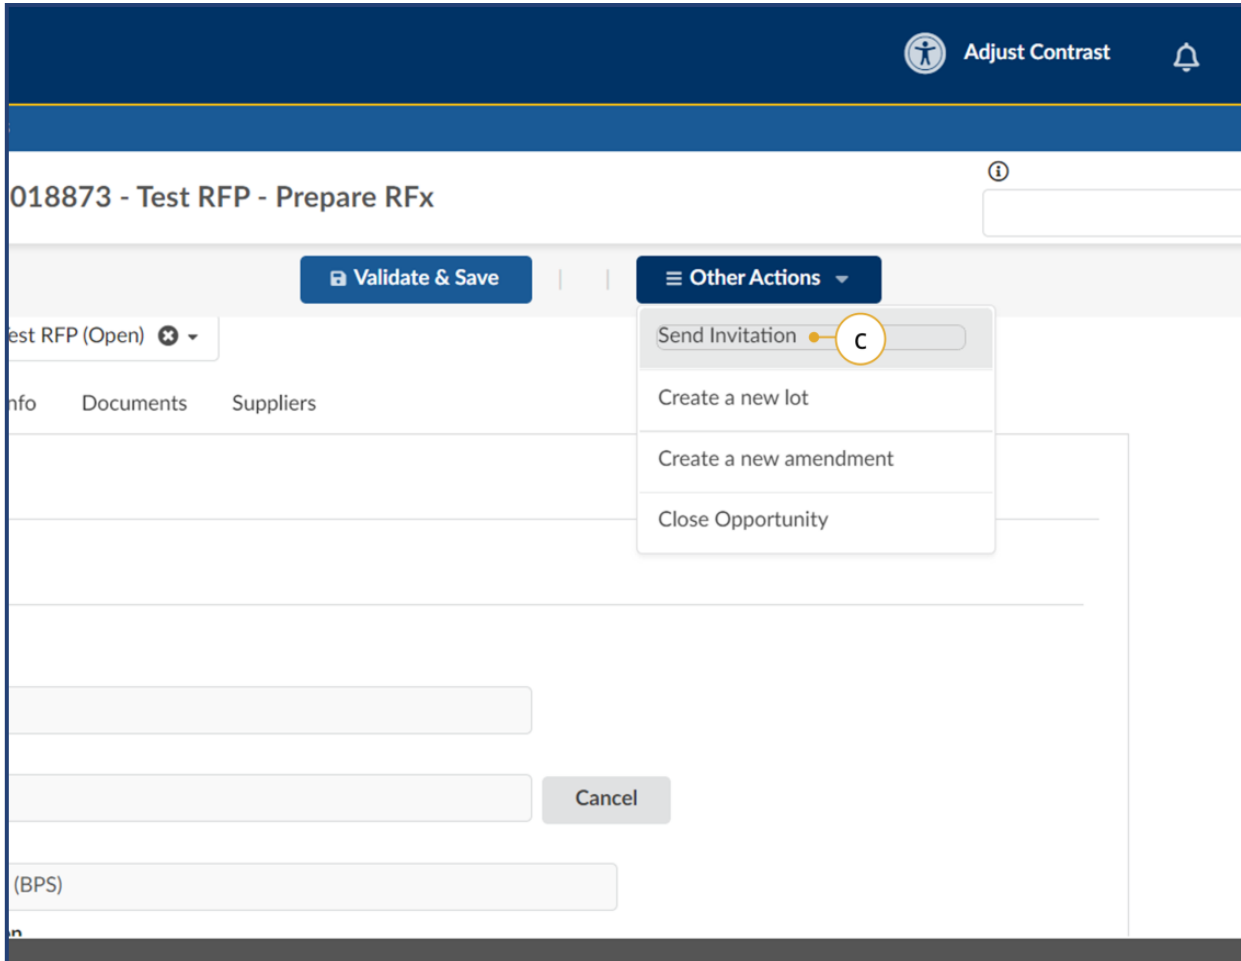 Adjust Contrast
018873 - Test RFP - Prepare RFx
Validate & Save
Other Actions
est RFP (Open)
Send Invitation
c
Create a new lot
nfo Documents Suppliers
Create a new amendment
Close Opportunity
Cancel
(BPS)